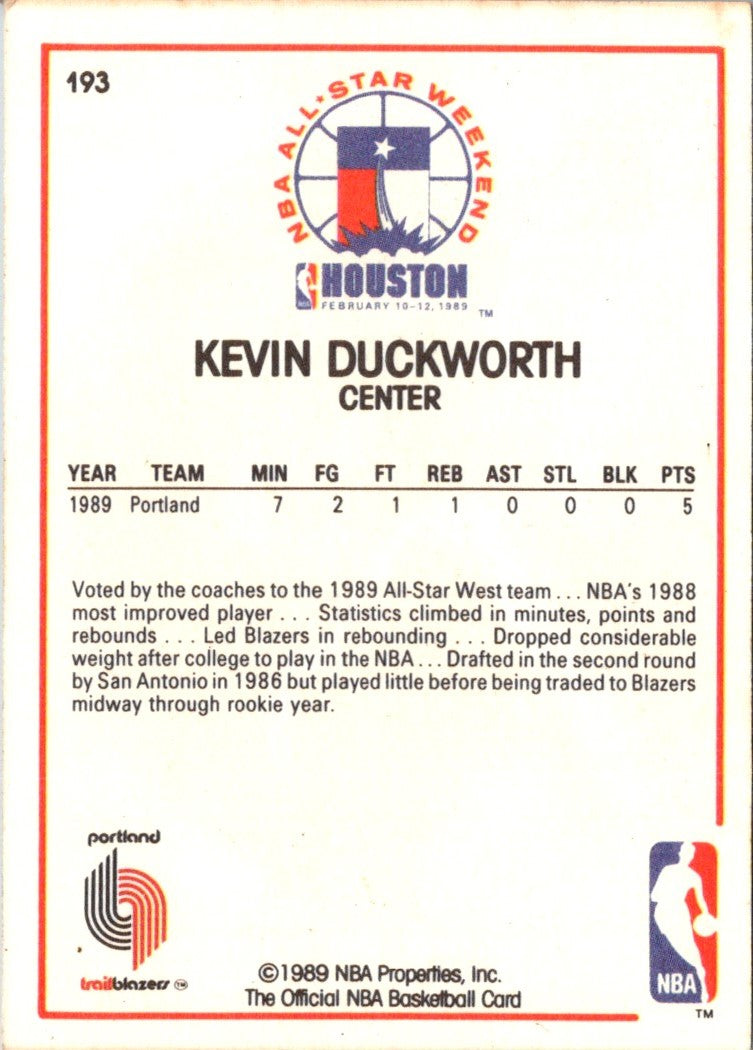 193
NBA ALL★STAR WEEKEND
NBA HOUSTON
FEBRUARY 10-12, 1989 TM
KEVIN DUCKWORTH
CENTER
YEAR TEAM MIN FG FT REB AST STL BLK PTS
1989 Portland 7 2 1 1 0 0 0 5
Voted by the coaches to the 1989 All-Star West team ... NBA's 1988
most improved player ... Statistics climbed in minutes, points and
rebounds ... Led Blazers in rebounding ... Dropped considerable
weight after college to play in the NBA ... Drafted in the second round
by San Antonio in 1986 but played little before being traded to Blazers
midway through rookie year.
portland
trailblazers TM
©1989 NBA Properties, Inc.
The Official NBA Basketball Card
NBA
TM